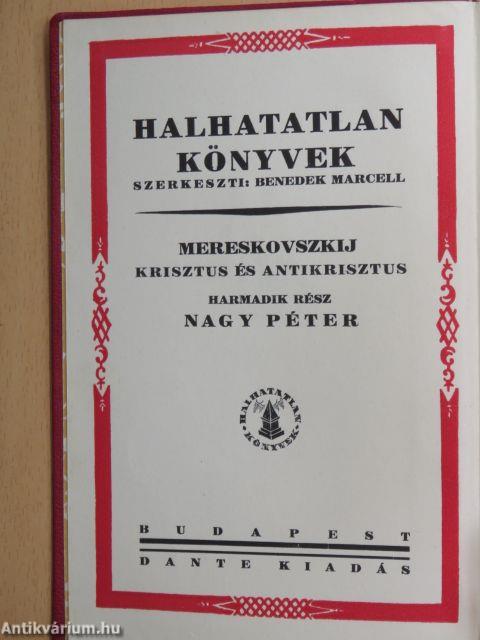 HALHATATLAN
KÖNYVEK
SZERKESZTI: BENEDEK MARCELL
MERESKOVSZKIJ
KRISZTUS ÉS ANTIKRISZTUS
HARMADIK RÉSZ
NAGY PÉTER
HALHATATLAN
KÖNYVEK
BUDAPEST
DANTE KIADÁS
Antikvárium.hu